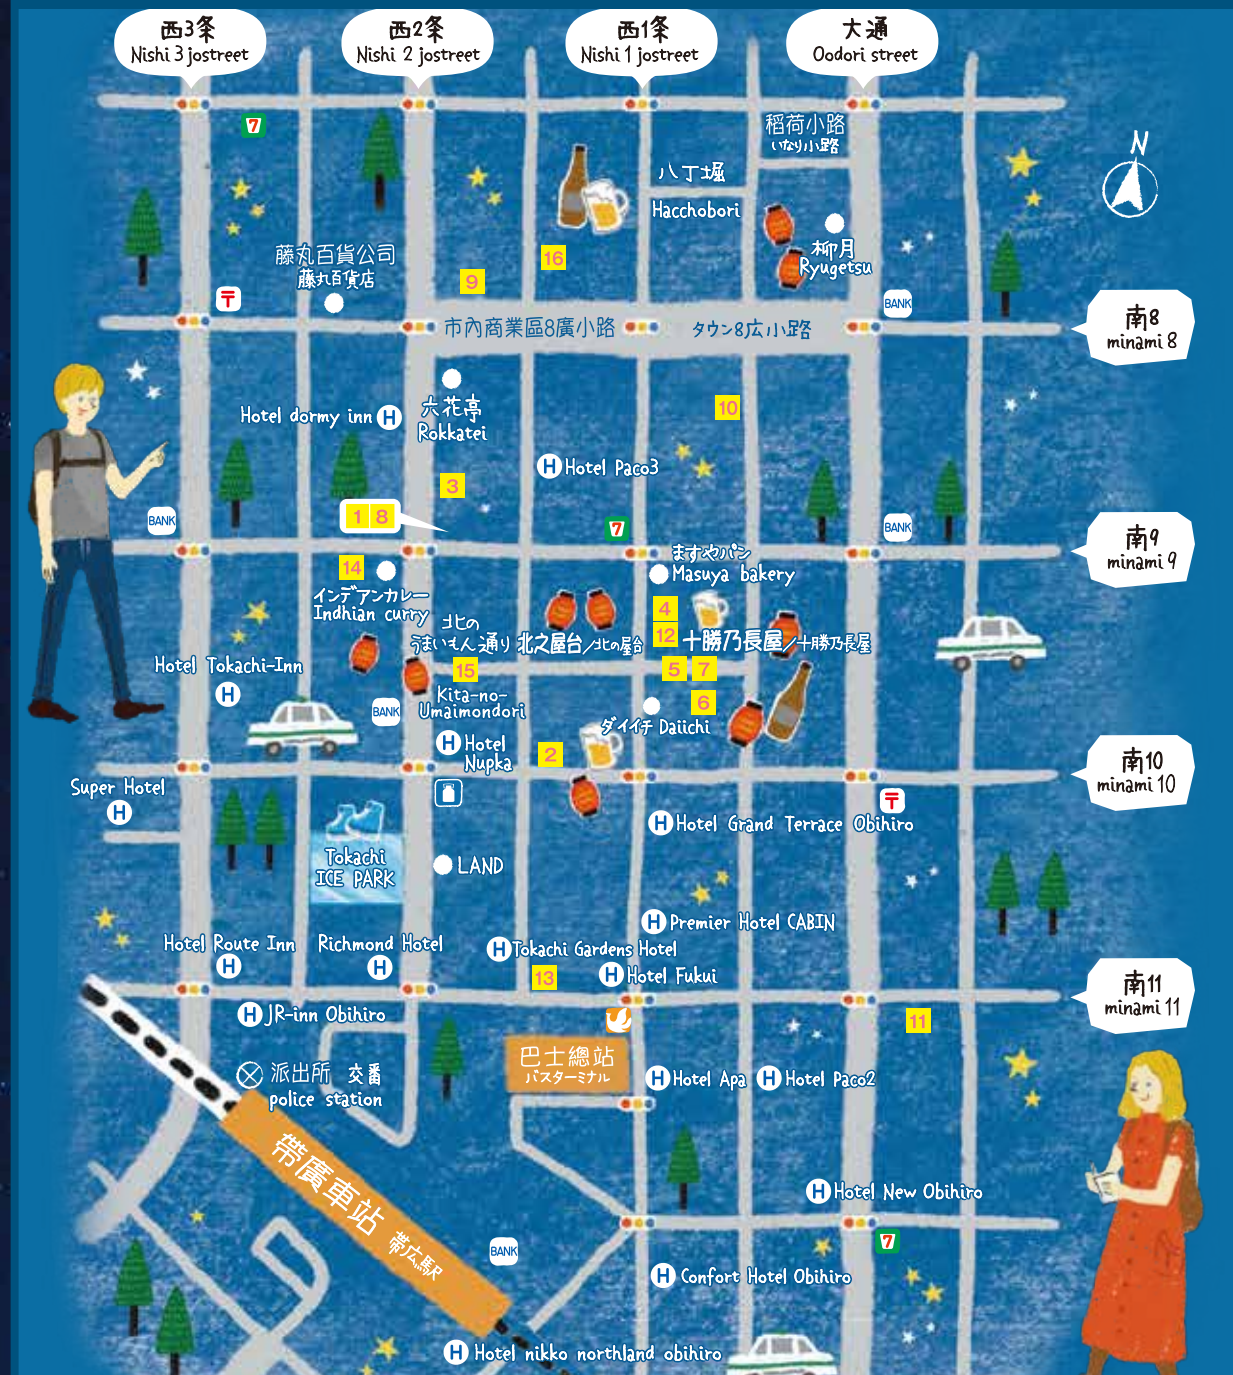 西3条
Nishi 3 jostreet
西2条
Nishi 2 jostreet
西1条
Nishi 1 jostreet
大通
Oodori street
7
稲荷小路
いなり小路
N
八丁堀
Hacchobori
柳月
Ryugetsu
藤丸百貨公司
藤丸百貨店
16
9
〒
BANK
市內商業區8廣小路
タウン8広小路
南8
minami 8
六花亭
Rokkatei
Hotel dormy inn H
10
H Hotel Paco3
3
1 8
BANK
7
BANK
南9
minami 9
ますやパン
Masuya bakery
14
インデアンカレー
Indhian curry
4
12
北の
うまいもん通り
北之屋台/北の屋台
十勝乃長屋/十勝乃長屋
15
5 7
Kita-no-
Umaimondori
Hotel Tokachi-Inn
H
BANK
6
ダイイチ Daiichi
H Hotel
Nupka
2
南10
minami 10
Super Hotel
H
〒
H Hotel Grand Terrace Obihiro
Tokachi
ICE PARK
LAND
H Premier Hotel CABIN
Hotel Route Inn
H
Richmond Hotel
H
H Tokachi Gardens Hotel
13
H Hotel Fukui
南11
minami 11
H JR-inn Obihiro
11
巴士總站
バスターミナル
派出所 交番
police station
H Hotel Apa
H Hotel Paco2
帶廣車站 帯広駅
H Hotel New Obihiro
7
BANK
H Confort Hotel Obihiro
H Hotel nikko northland obihiro